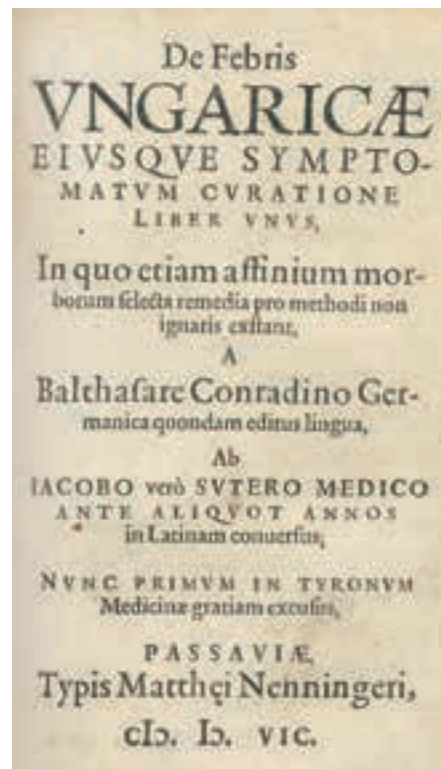 De Febris
VNGARICÆ
EIVSQVE SYMPTO-
MATVM CVRATIONE
LIBER VNVS,
In quo etiam affinium mor-
borum selecta remedia pro methodi non
ignaris exstant,
A
Balthasare Conradino Ger-
manica quondam editus lingua,
Ab
IACOBO verò SVTERO MEDICO
ANTE ALIQVOT ANNOS
in Latinam conuersus,
NVNC PRIMVM IN TYRONVM
Medicinæ gratiam excusus,
PASSAVIÆ,
Typis Matthęi Nenningeri,
cIↄ. Iↄ. VIC.